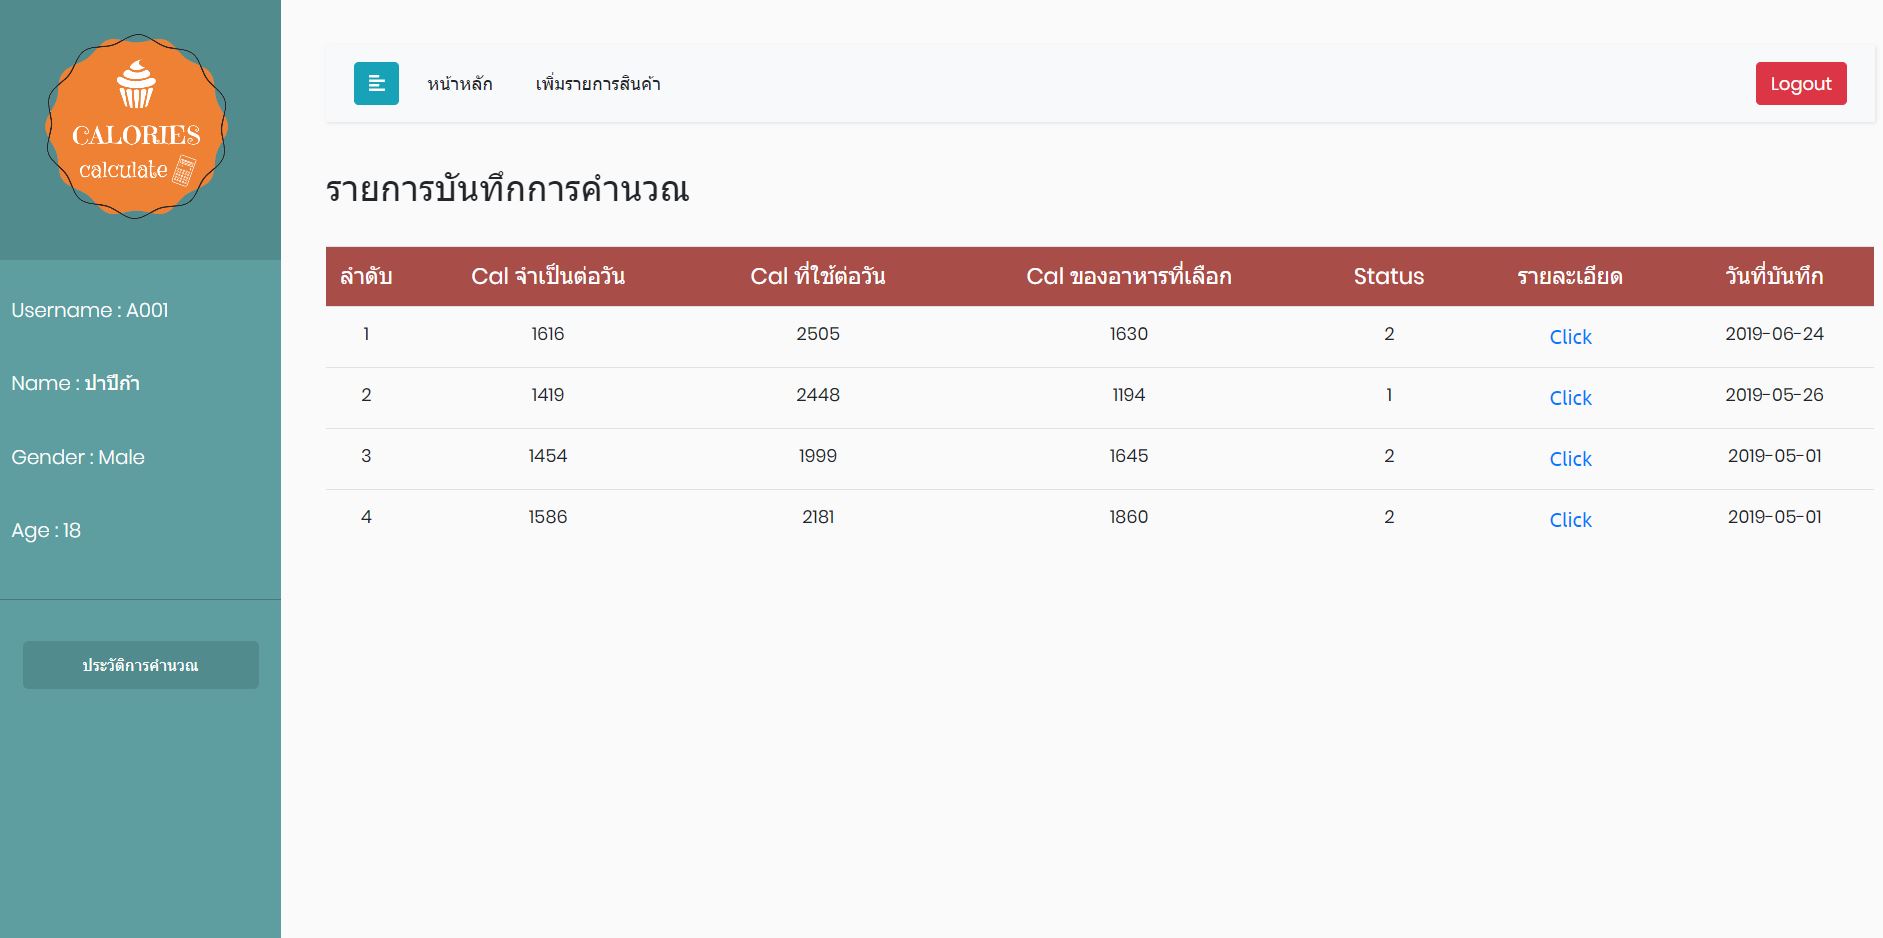 CALORIES
calculate
Username : A001
Name : ปาปีก้า
Gender : Male
Age : 18
ประวัติการคำนวณ
หน้าหลัก เพิ่มรายการสินค้า Logout
รายการบันทึกการคำนวณ
ลำดับ Cal จำเป็นต่อวัน Cal ที่ใช้ต่อวัน Cal ของอาหารที่เลือก Status รายละเอียด วันที่บันทึก
1 1616 2505 1630 2 Click 2019-06-24
2 1419 2448 1194 1 Click 2019-05-26
3 1454 1999 1645 2 Click 2019-05-01
4 1586 2181 1860 2 Click 2019-05-01